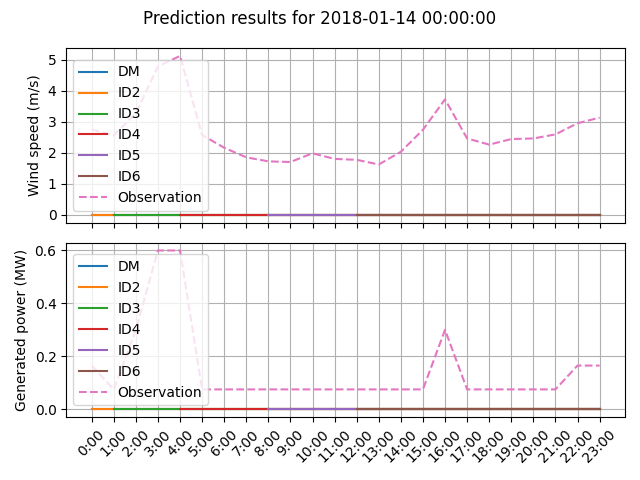 Prediction results for 2018-01-14 00:00:00
Wind speed (m/s)
5
4
3
2
1
0
DM
ID2
ID3
ID4
ID5
ID6
Observation
Generated power (MW)
0.6
0.4
0.2
0.0
DM
ID2
ID3
ID4
ID5
ID6
Observation
0:00 1:00 2:00 3:00 4:00 5:00 6:00 7:00 8:00 9:00 10:00 11:00 12:00 13:00 14:00 15:00 16:00 17:00 18:00 19:00 20:00 21:00 22:00 23:00